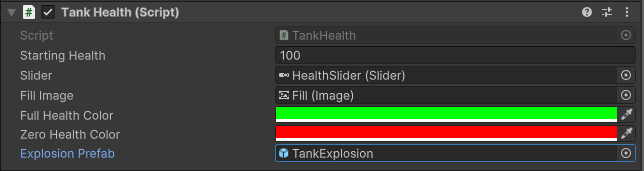 Tank Health (Script)
Script TankHealth
Starting Health 100
Slider HealthSlider (Slider)
Fill Image Fill (Image)
Full Health Color
Zero Health Color
Explosion Prefab TankExplosion